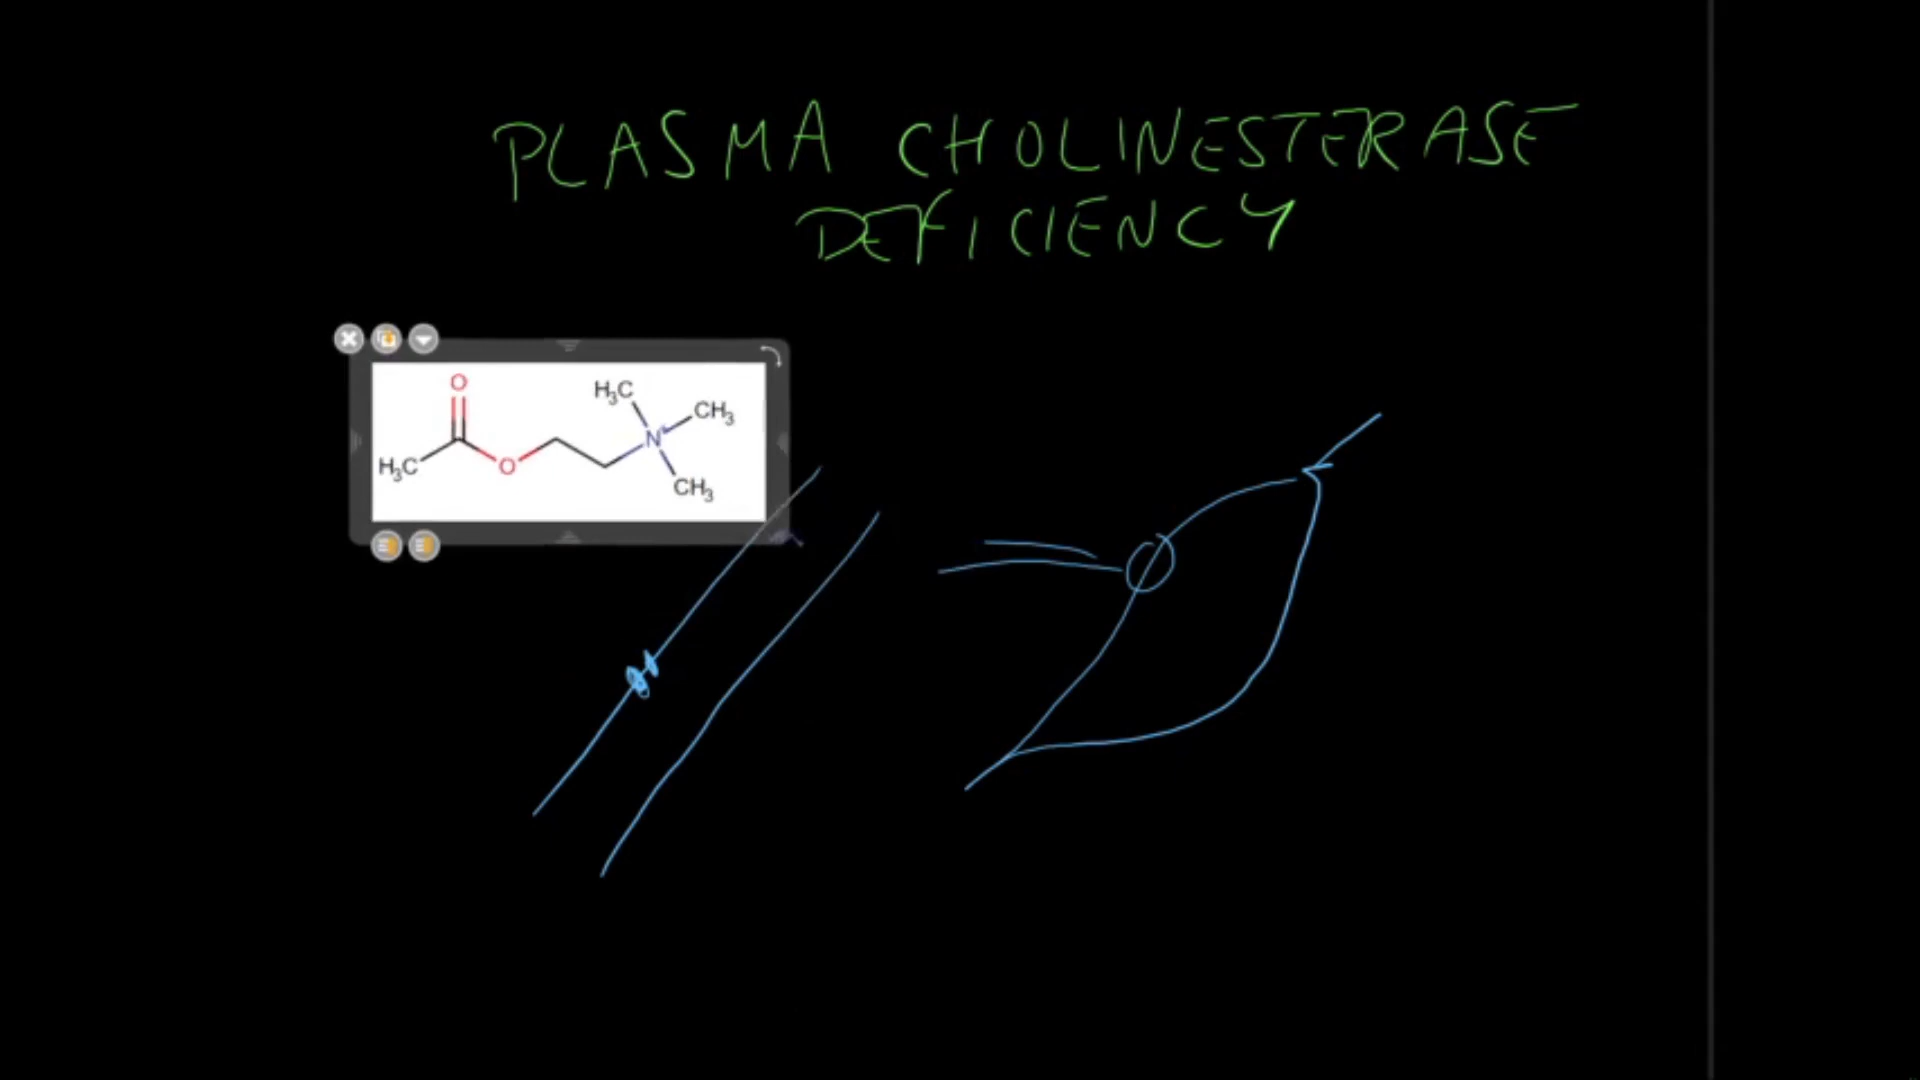 PLASMA CHOLINESTERASE
DEFICIENCY
O
H3C
CH3
N+
H3C
O
CH3